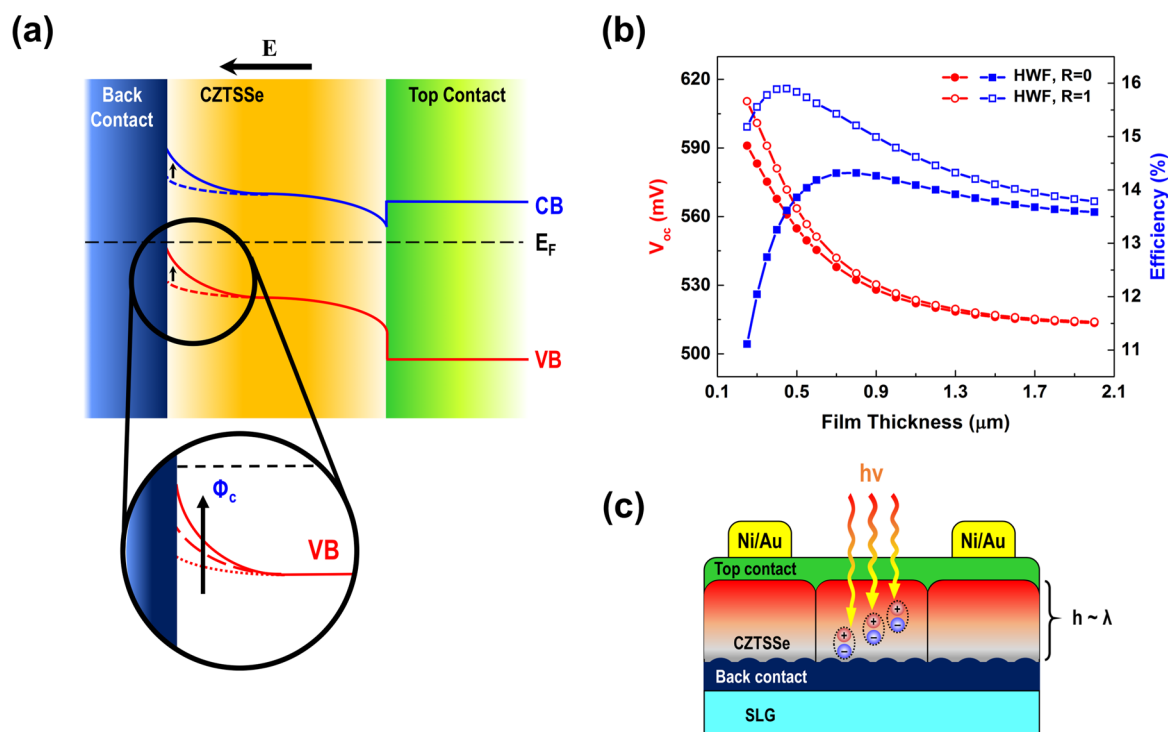 (a)
E
Back
Contact
CZTSSe
Top Contact
CB
E_F
VB
Φ_c
VB
(b)
HWF, R=0
HWF, R=1
620
590
560
530
500
V_oc (mV)
16
15
14
13
12
11
Efficiency (%)
0.1 0.5 0.9 1.3 1.7 2.1
Film Thickness (μm)
(c)
hν
Ni/Au
Ni/Au
Top contact
+ + +
− − −
CZTSSe
h ~ λ
Back contact
SLG